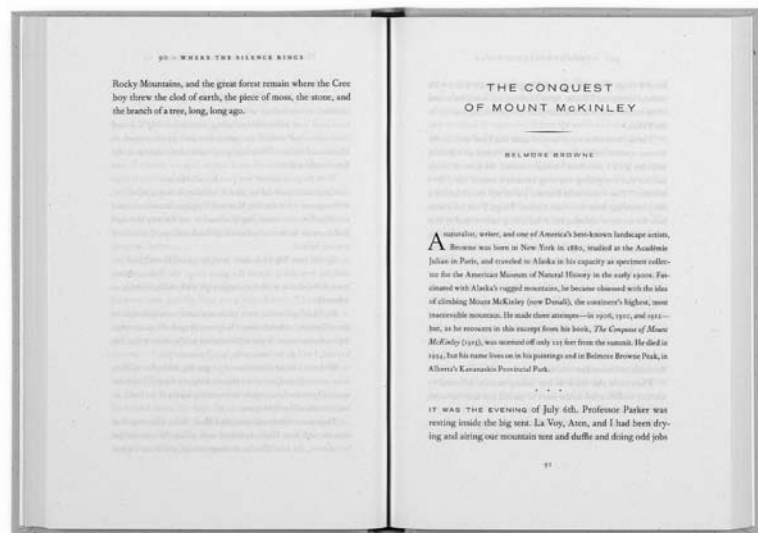 90 – WHERE THE SILENCE RINGS
Rocky Mountains, and the great forest remain where the Cree
boy threw the clod of earth, the piece of moss, the stone, and
the branch of a tree, long, long ago.
THE CONQUEST
OF MOUNT McKINLEY
BELMORE BROWNE
A naturalist, writer, and one of America's best-known landscape artists,
Browne was born in New York in 1880, studied at the Académie
Julian in Paris, and traveled to Alaska in his capacity as specimen collec-
tor for the American Museum of Natural History in the early 1900s. Fas-
cinated with Alaska's rugged mountains, he became obsessed with the idea
of climbing Mount McKinley (now Denali), the continent's highest, most
inaccessible mountain. He made three attempts—in 1906, 1910, and 1912—
but, as he recounts in this excerpt from his book, The Conquest of Mount
McKinley (1913), was stormed off only 125 feet from the summit. He died in
1954, but his name lives on in his paintings and in Belmore Browne Peak, in
Alberta's Kananaskis Provincial Park.
IT WAS THE EVENING of July 6th. Professor Parker was
resting inside the big tent. La Voy, Aten, and I had been dry-
ing and airing our mountain tent and duffle and doing odd jobs
91